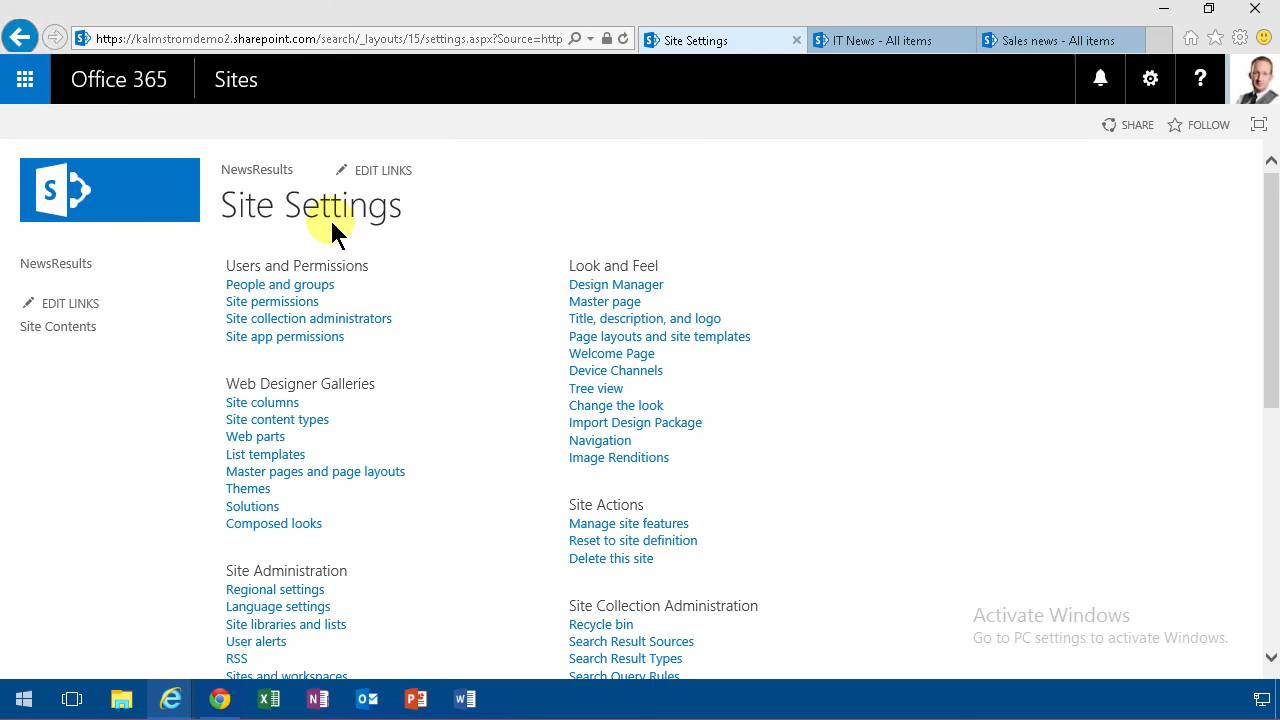 https://kalmstromdemo2.sharepoint.com/search/_layouts/15/settings.aspx?Source=http
Site Settings
IT News - All items
Sales news - All items
Office 365
Sites
?
SHARE
FOLLOW
S
NewsResults
EDIT LINKS
Site Settings
NewsResults
EDIT LINKS
Site Contents
Users and Permissions
People and groups
Site permissions
Site collection administrators
Site app permissions
Web Designer Galleries
Site columns
Site content types
Web parts
List templates
Master pages and page layouts
Themes
Solutions
Composed looks
Site Administration
Regional settings
Language settings
Site libraries and lists
User alerts
RSS
Sites and workspaces
Look and Feel
Design Manager
Master page
Title, description, and logo
Page layouts and site templates
Welcome Page
Device Channels
Tree view
Change the look
Import Design Package
Navigation
Image Renditions
Site Actions
Manage site features
Reset to site definition
Delete this site
Site Collection Administration
Recycle bin
Search Result Sources
Search Result Types
Search Query Rules
Activate Windows
Go to PC settings to activate Windows.